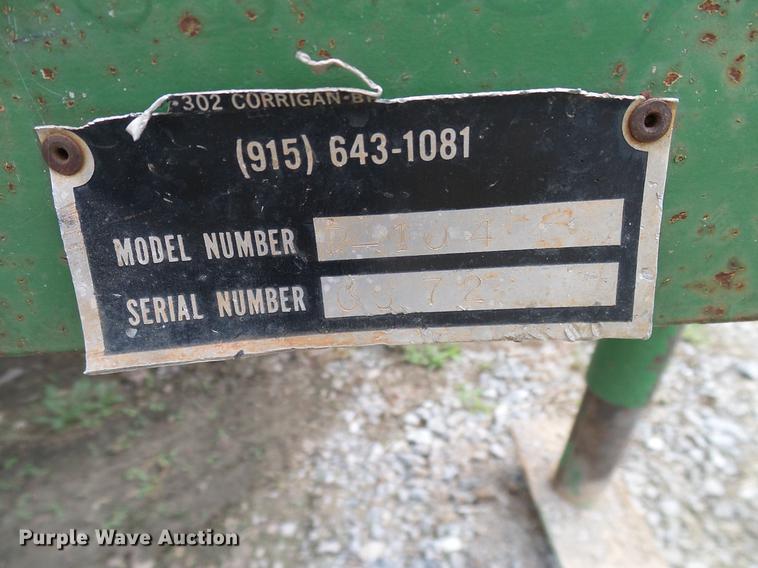 302 CORRIGAN-
(915) 643-1081
MODEL NUMBER
SERIAL NUMBER
Purple Wave Auction®